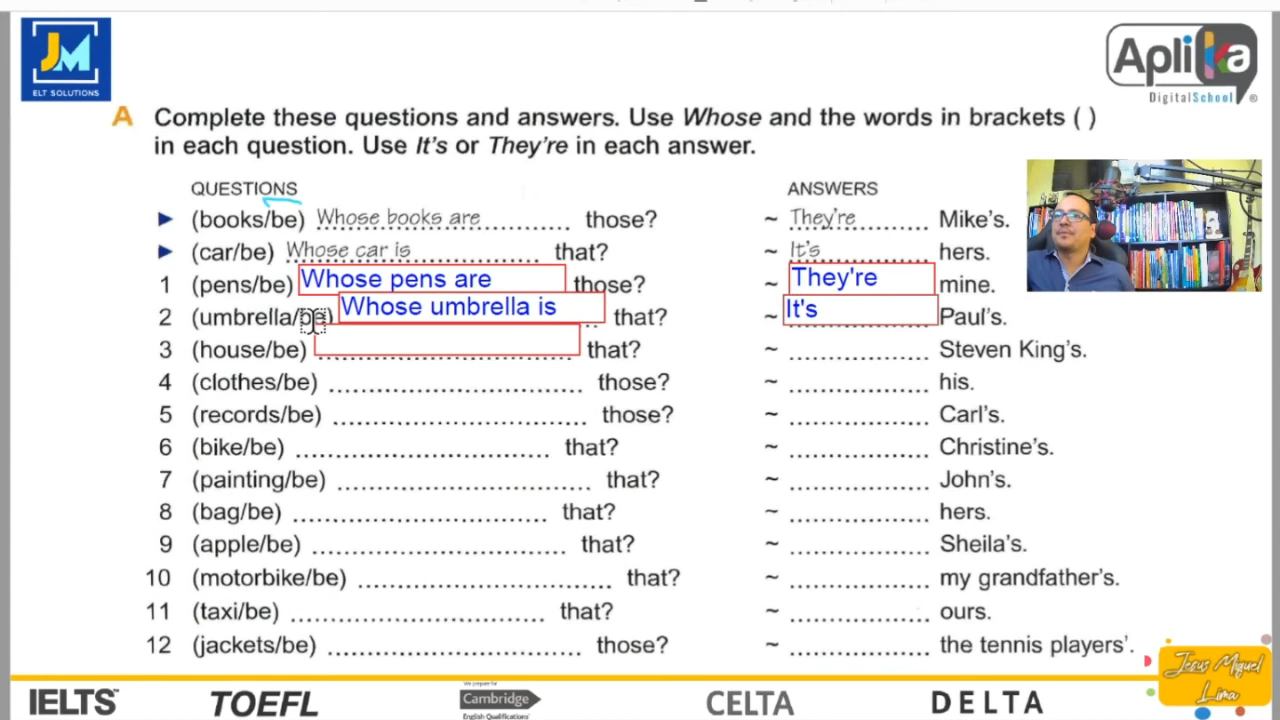 JM
ELT SOLUTIONS
Aplika
DigitalSchool ®
A Complete these questions and answers. Use Whose and the words in brackets ( )
in each question. Use It's or They're in each answer.
QUESTIONS ANSWERS
► (books/be) Whose books are those? ~ They're Mike's.
► (car/be) Whose car is that? ~ It's hers.
1 (pens/be) Whose pens are those? ~ They're mine.
2 (umbrella/be) Whose umbrella is that? ~ It's Paul's.
3 (house/be) ........................ that? ~ ............ Steven King's.
4 (clothes/be) ........................ those? ~ ............ his.
5 (records/be) ........................ those? ~ ............ Carl's.
6 (bike/be) ........................ that? ~ ............ Christine's.
7 (painting/be) ........................ that? ~ ............ John's.
8 (bag/be) ........................ that? ~ ............ hers.
9 (apple/be) ........................ that? ~ ............ Sheila's.
10 (motorbike/be) ........................ that? ~ ............ my grandfather's.
11 (taxi/be) ........................ that? ~ ............ ours.
12 (jackets/be) ........................ those? ~ ............ the tennis players'.
Jesus Miguel
Lima
We prepare for
IELTS™ TOEFL Cambridge CELTA DELTA
English Qualifications